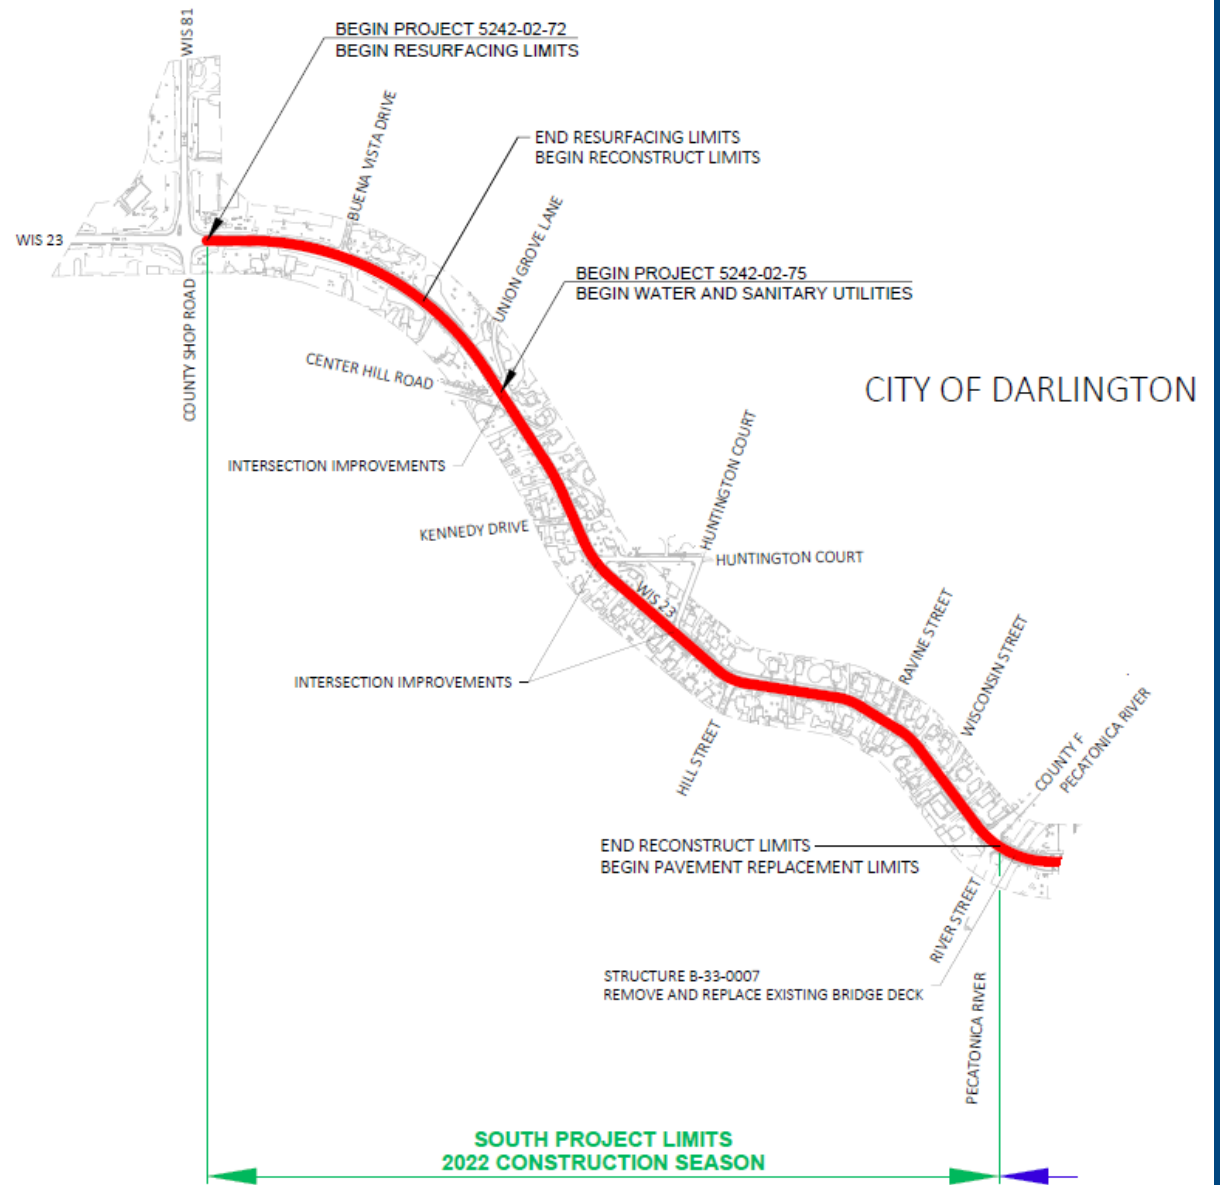 WIS 81
BEGIN PROJECT 5242-02-72
BEGIN RESURFACING LIMITS
BUENA VISTA DRIVE
END RESURFACING LIMITS
BEGIN RECONSTRUCT LIMITS
WIS 23
UNION GROVE LANE
BEGIN PROJECT 5242-02-75
BEGIN WATER AND SANITARY UTILITIES
COUNTY SHOP ROAD
CENTER HILL ROAD
CITY OF DARLINGTON
INTERSECTION IMPROVEMENTS
HUNTINGTON COURT
KENNEDY DRIVE
HUNTINGTON COURT
WIS 23
INTERSECTION IMPROVEMENTS
RAVINE STREET
WISCONSIN STREET
HILL STREET
COUNTY F
PECATONICA RIVER
END RECONSTRUCT LIMITS
BEGIN PAVEMENT REPLACEMENT LIMITS
RIVER STREET
STRUCTURE B-33-0007
REMOVE AND REPLACE EXISTING BRIDGE DECK
PECATONICA RIVER
SOUTH PROJECT LIMITS
2022 CONSTRUCTION SEASON